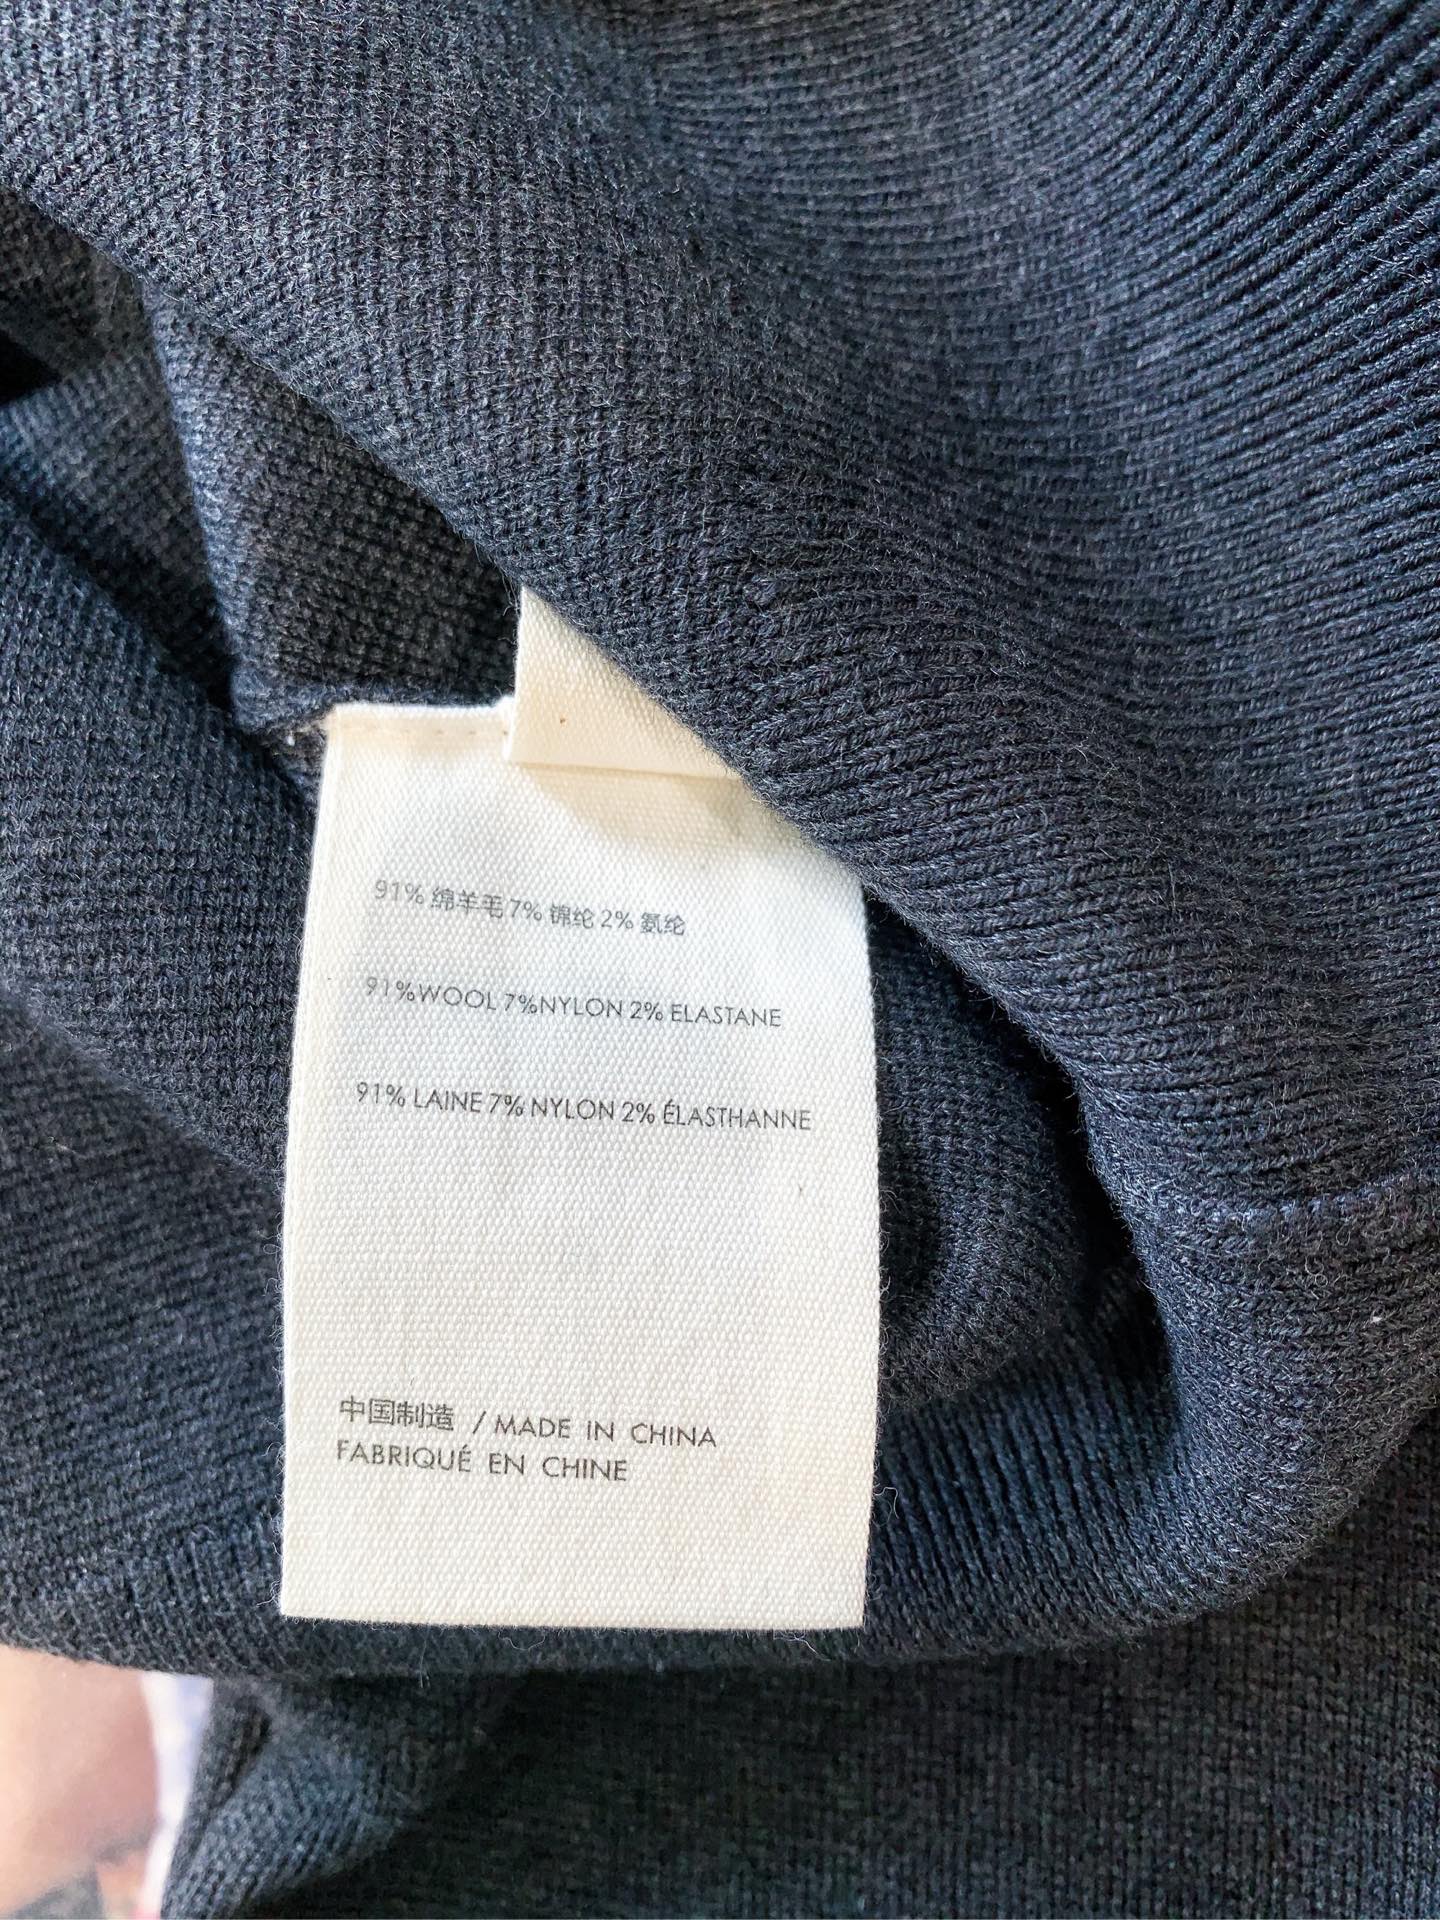 91% 绵羊毛 7% 锦纶 2% 氨纶
91%WOOL 7%NYLON 2% ELASTANE
91% LAINE 7% NYLON 2% ÉLASTHANNE
中国制造 / MADE IN CHINA
FABRIQUÉ EN CHINE